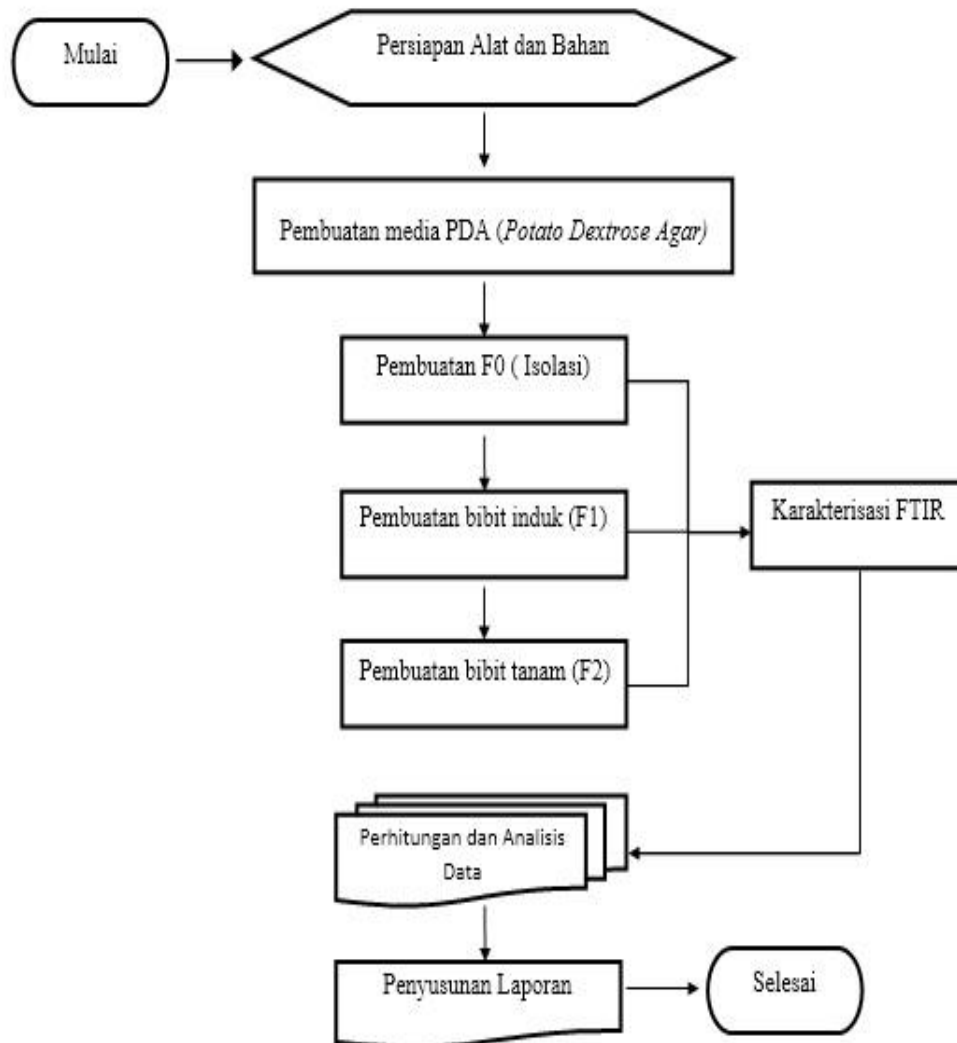 Mulai
Persiapan Alat dan Bahan
Pembuatan media PDA (Potato Dextrose Agar)
Pembuatan F0 ( Isolasi)
Pembuatan bibit induk (F1)
Karakterisasi FTIR
Pembuatan bibit tanam (F2)
Perhitungan dan Analisis
Data
Penyusunan Laporan
Selesai